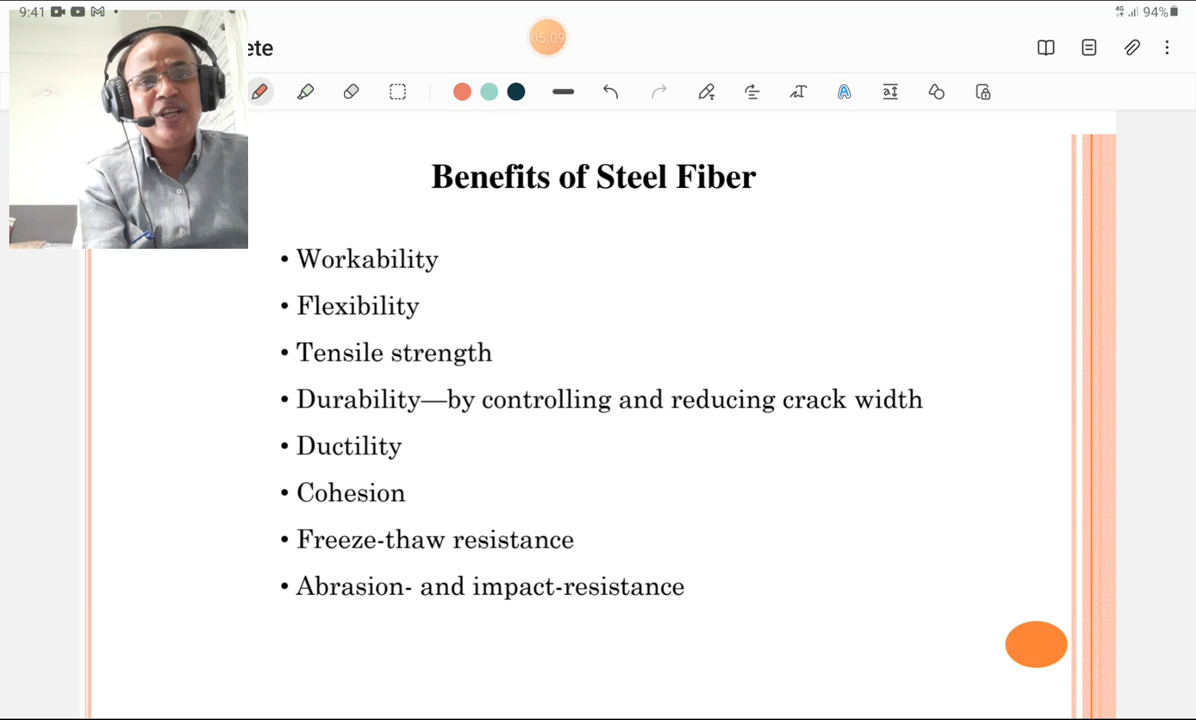 9:41
4G 94%
ete
05:09
Benefits of Steel Fiber
• Workability
• Flexibility
• Tensile strength
• Durability—by controlling and reducing crack width
• Ductility
• Cohesion
• Freeze-thaw resistance
• Abrasion- and impact-resistance